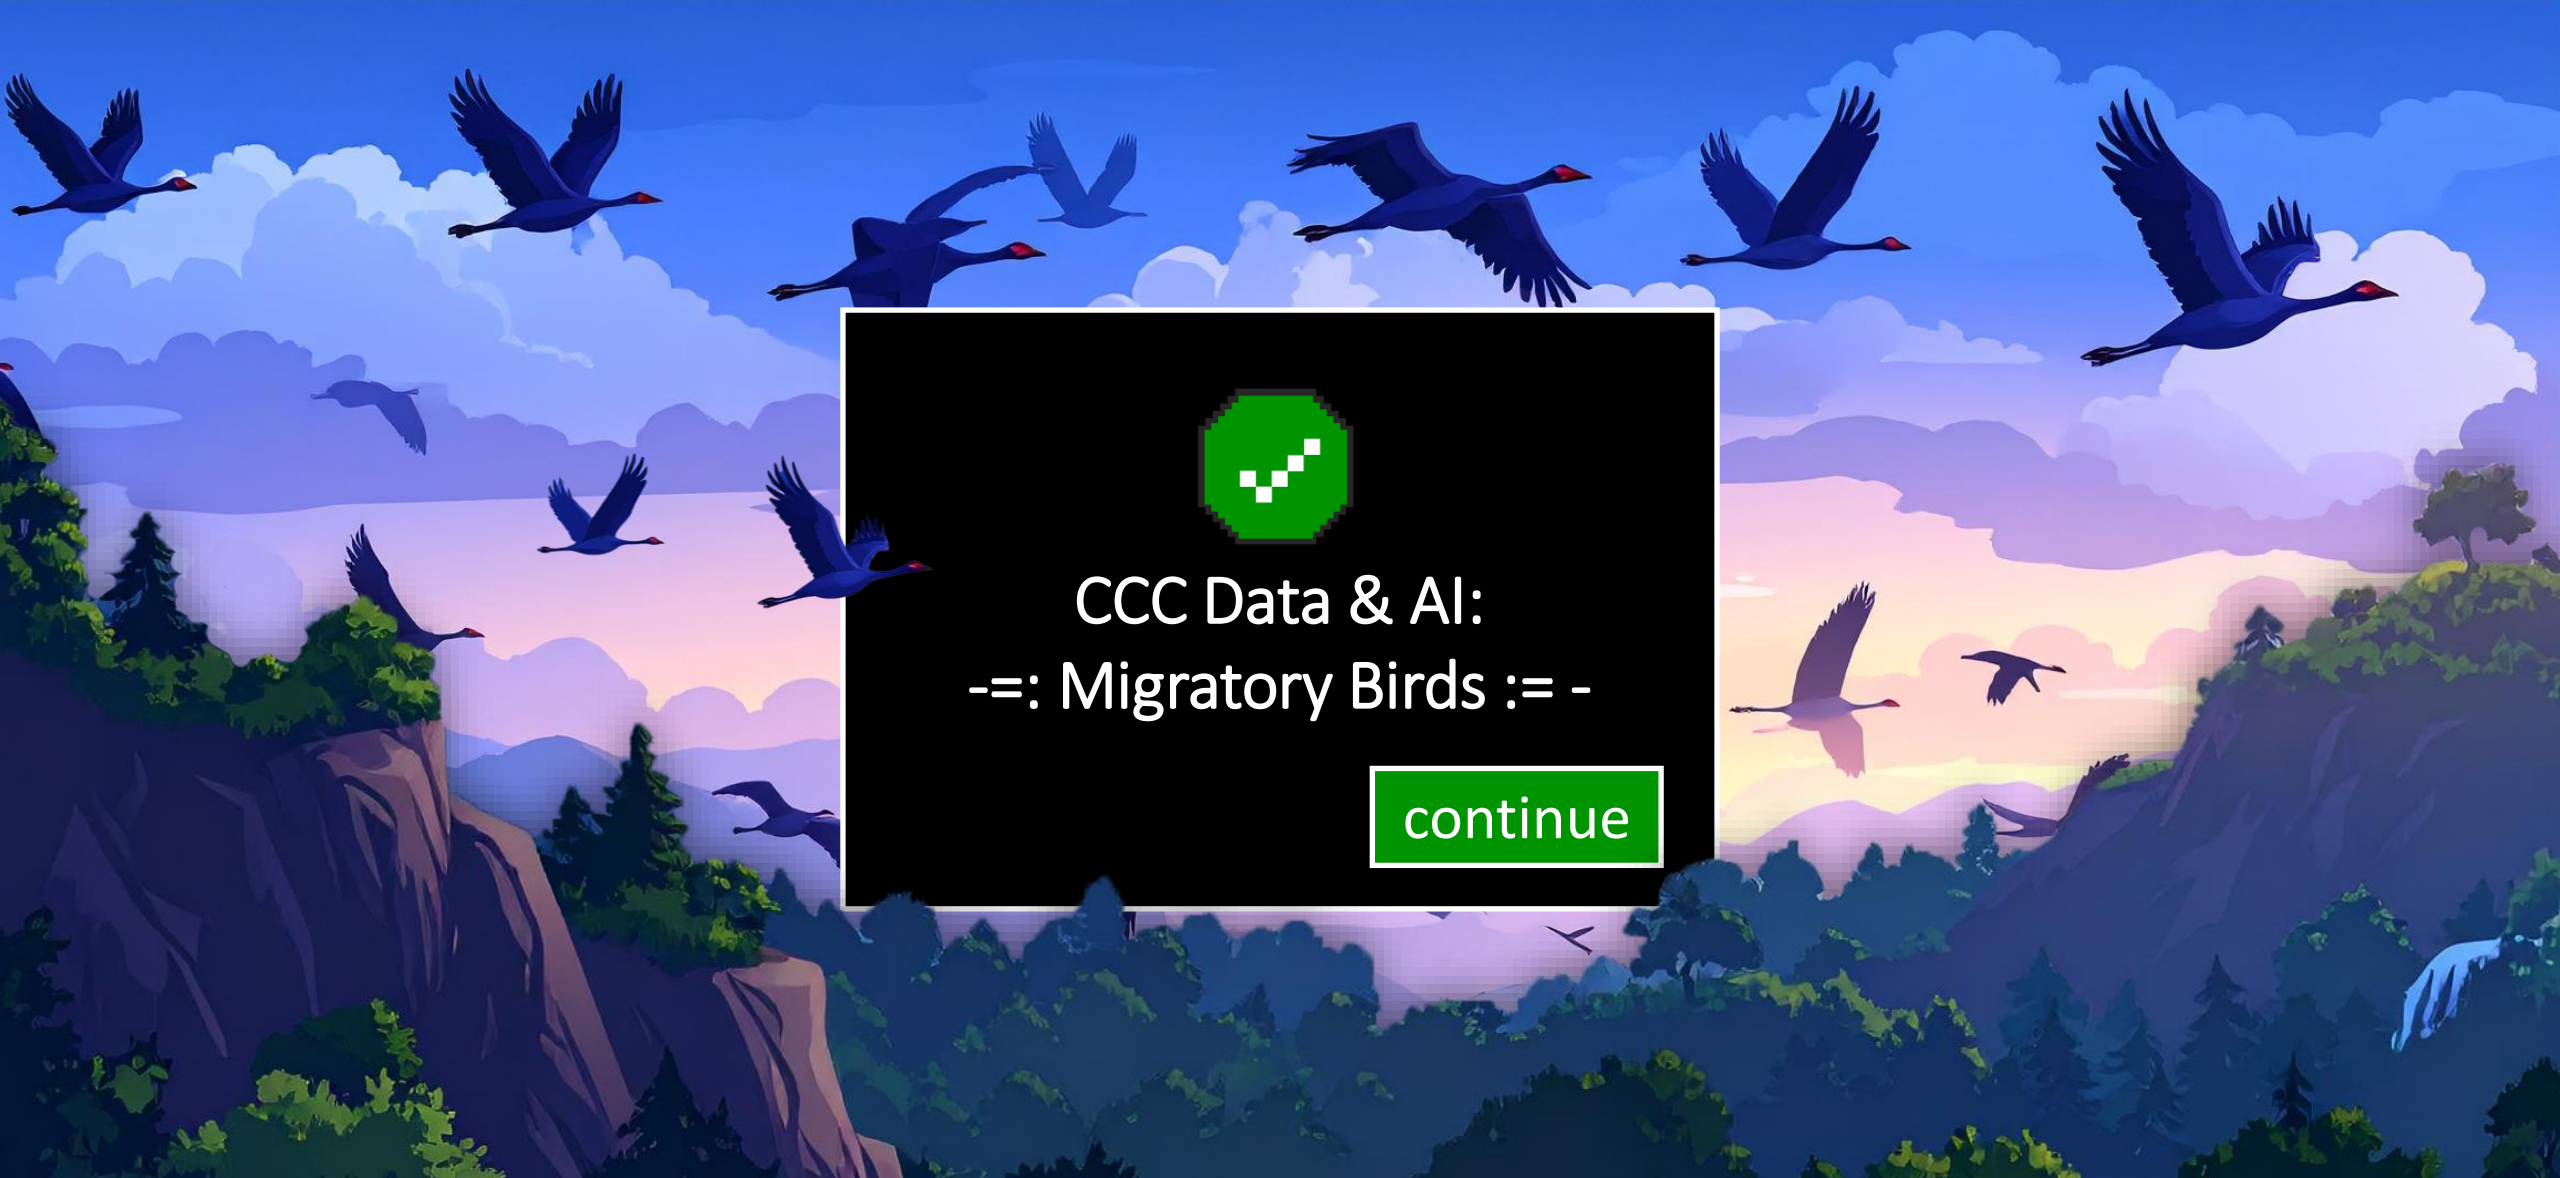 CCC Data & AI:
-=: Migratory Birds := -
continue